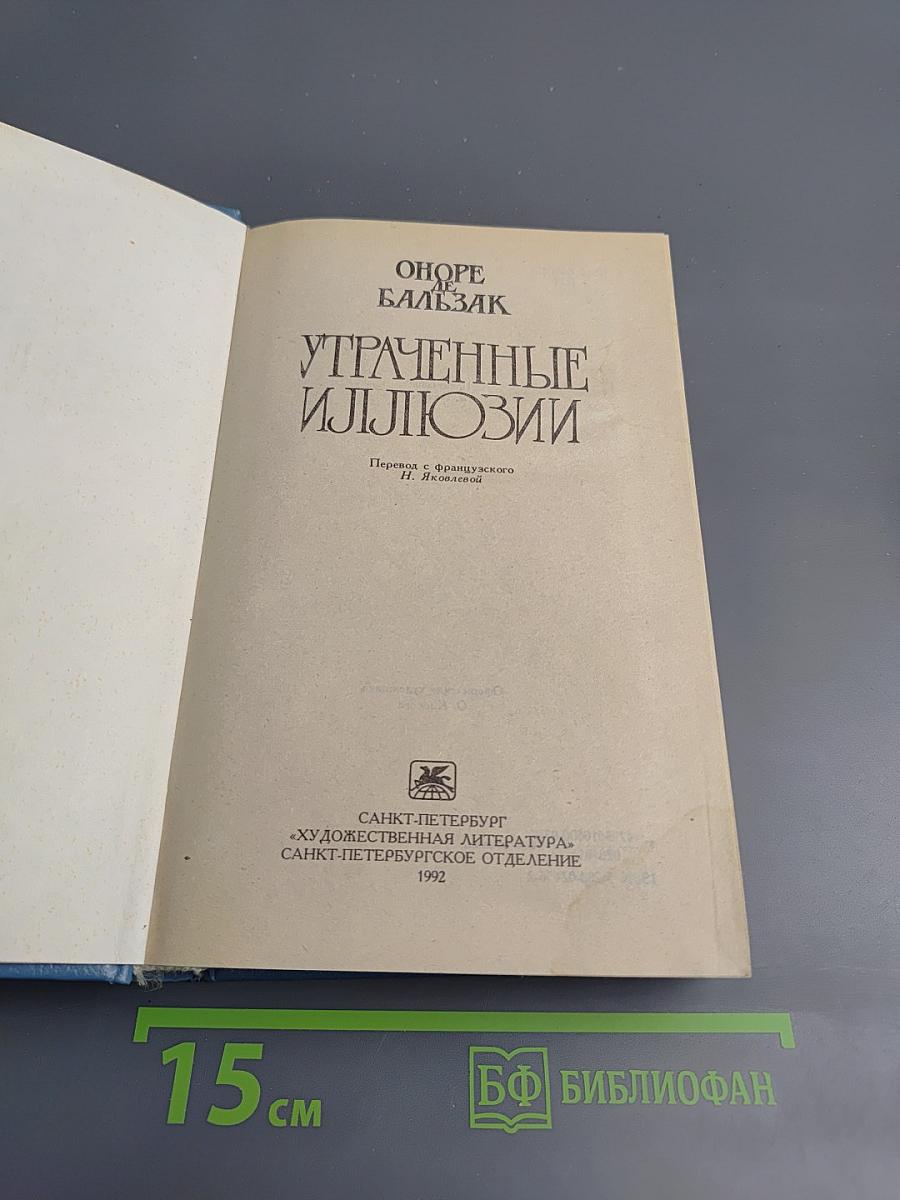 ОНОРЕ
ДЕ
БАЛЬЗАК
УТРАЧЕННЫЕ
ИЛЛЮЗИИ
Перевод с французского
Н. Яковлевой
САНКТ-ПЕТЕРБУРГ
«ХУДОЖЕСТВЕННАЯ ЛИТЕРАТУРА»
САНКТ-ПЕТЕРБУРГСКОЕ ОТДЕЛЕНИЕ
1992
15 см
БФ БИБЛИОФАН